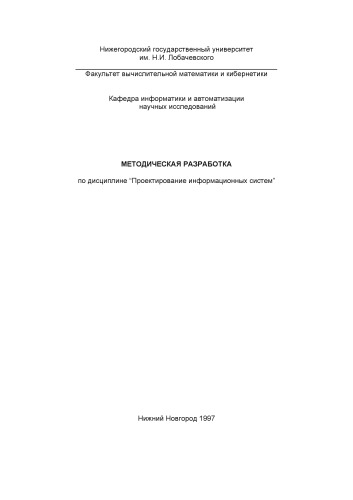 Нижегородский государственный университет
им. Н.И. Лобачевского
Факультет вычислительной математики и кибернетики
Кафедра информатики и автоматизации
научных исследований
МЕТОДИЧЕСКАЯ РАЗРАБОТКА
по дисциплине "Проектирование информационных систем"
Нижний Новгород 1997